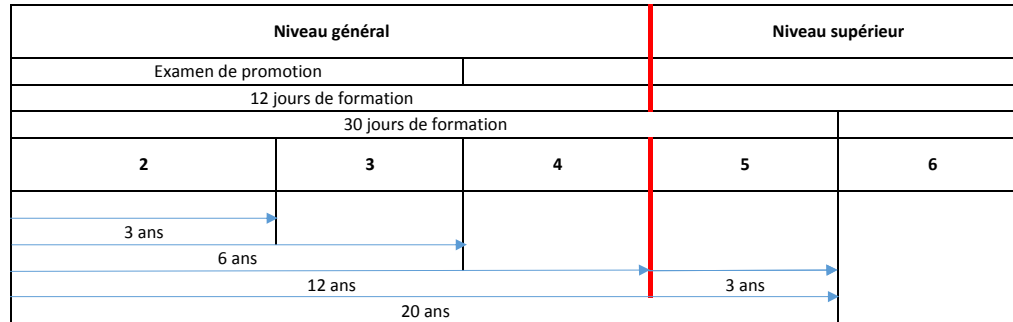 Niveau général Niveau supérieur
Examen de promotion
12 jours de formation
30 jours de formation
2 3 4 5 6
3 ans
6 ans
12 ans 3 ans
20 ans